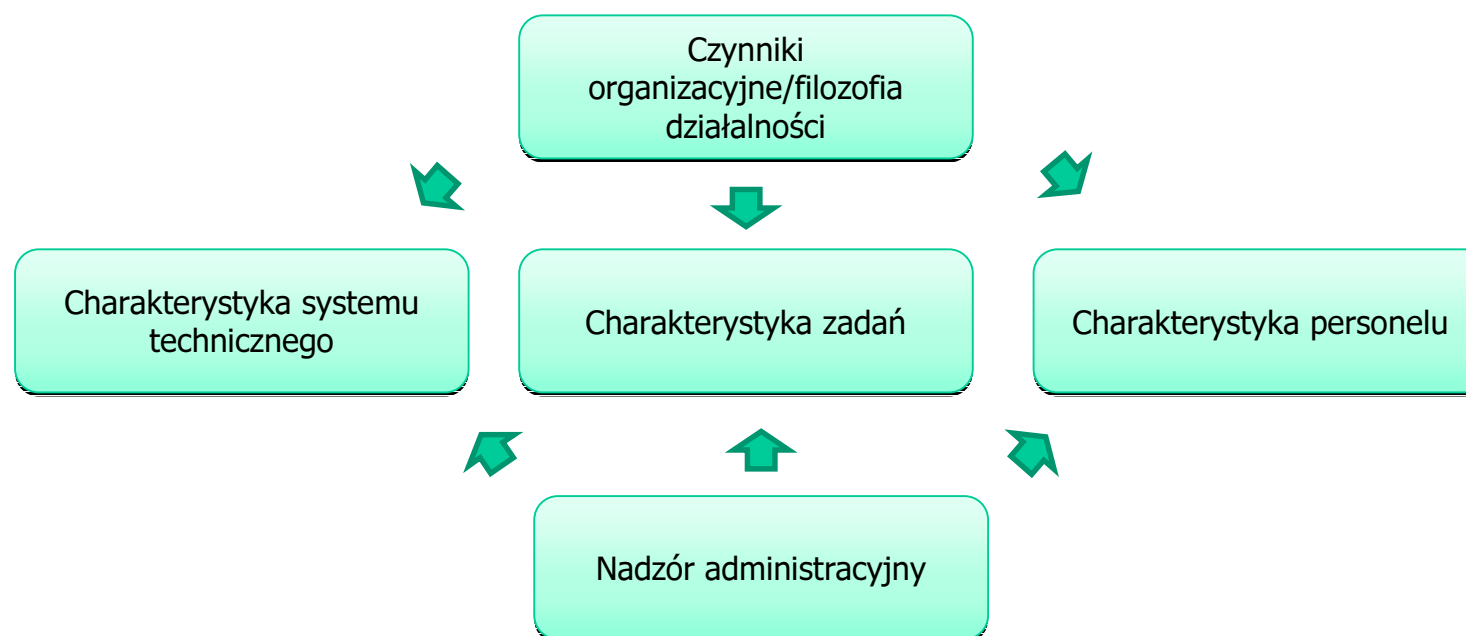 Czynniki
organizacyjne/filozofia
działalności
Charakterystyka systemu
technicznego
Charakterystyka zadań
Charakterystyka personelu
Nadzór administracyjny